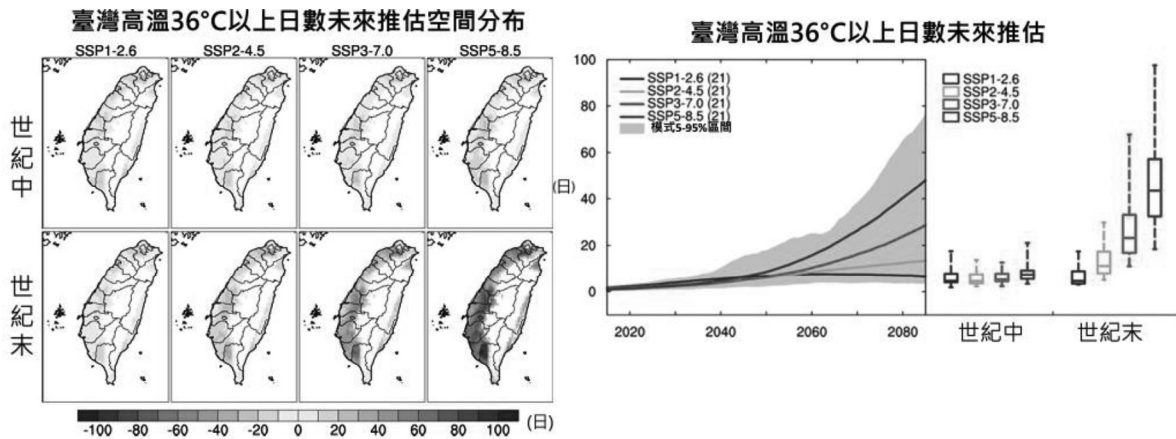 臺灣高溫36°C以上日數未來推估空間分布
SSP1-2.6 SSP2-4.5 SSP3-7.0 SSP5-8.5
世紀中
世紀末
-100 -80 -60 -40 -20 0 20 40 60 80 100 (日)
臺灣高溫36°C以上日數未來推估
100
80
60
40
20
0
(日)
SSP1-2.6 (21)
SSP2-4.5 (21)
SSP3-7.0 (21)
SSP5-8.5 (21)
模式5-95%區間
2020 2040 2060 2080
SSP1-2.6
SSP2-4.5
SSP3-7.0
SSP5-8.5
世紀中 世紀末